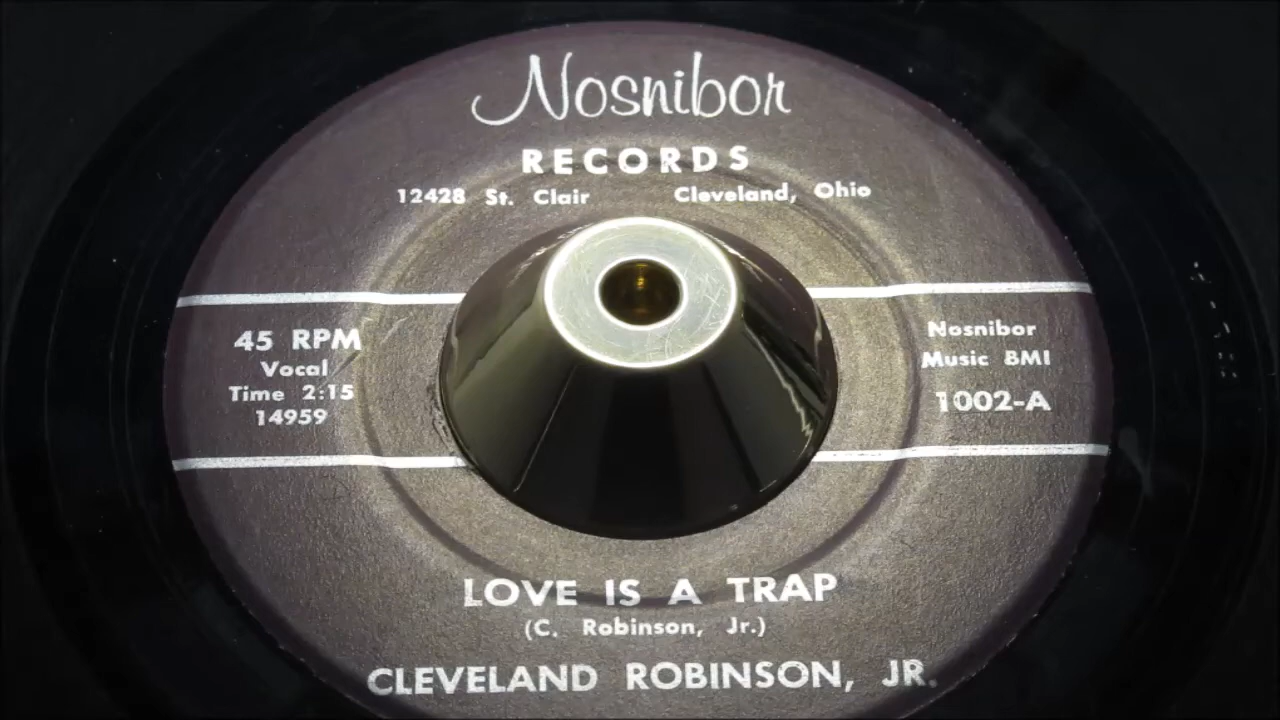 Nosnibor
RECORDS
12428 St. Clair Cleveland, Ohio
45 RPM
Vocal
Time 2:15
14959
Nosnibor
Music BMI
1002-A
LOVE IS A TRAP
(C. Robinson, Jr.)
CLEVELAND ROBINSON, JR.